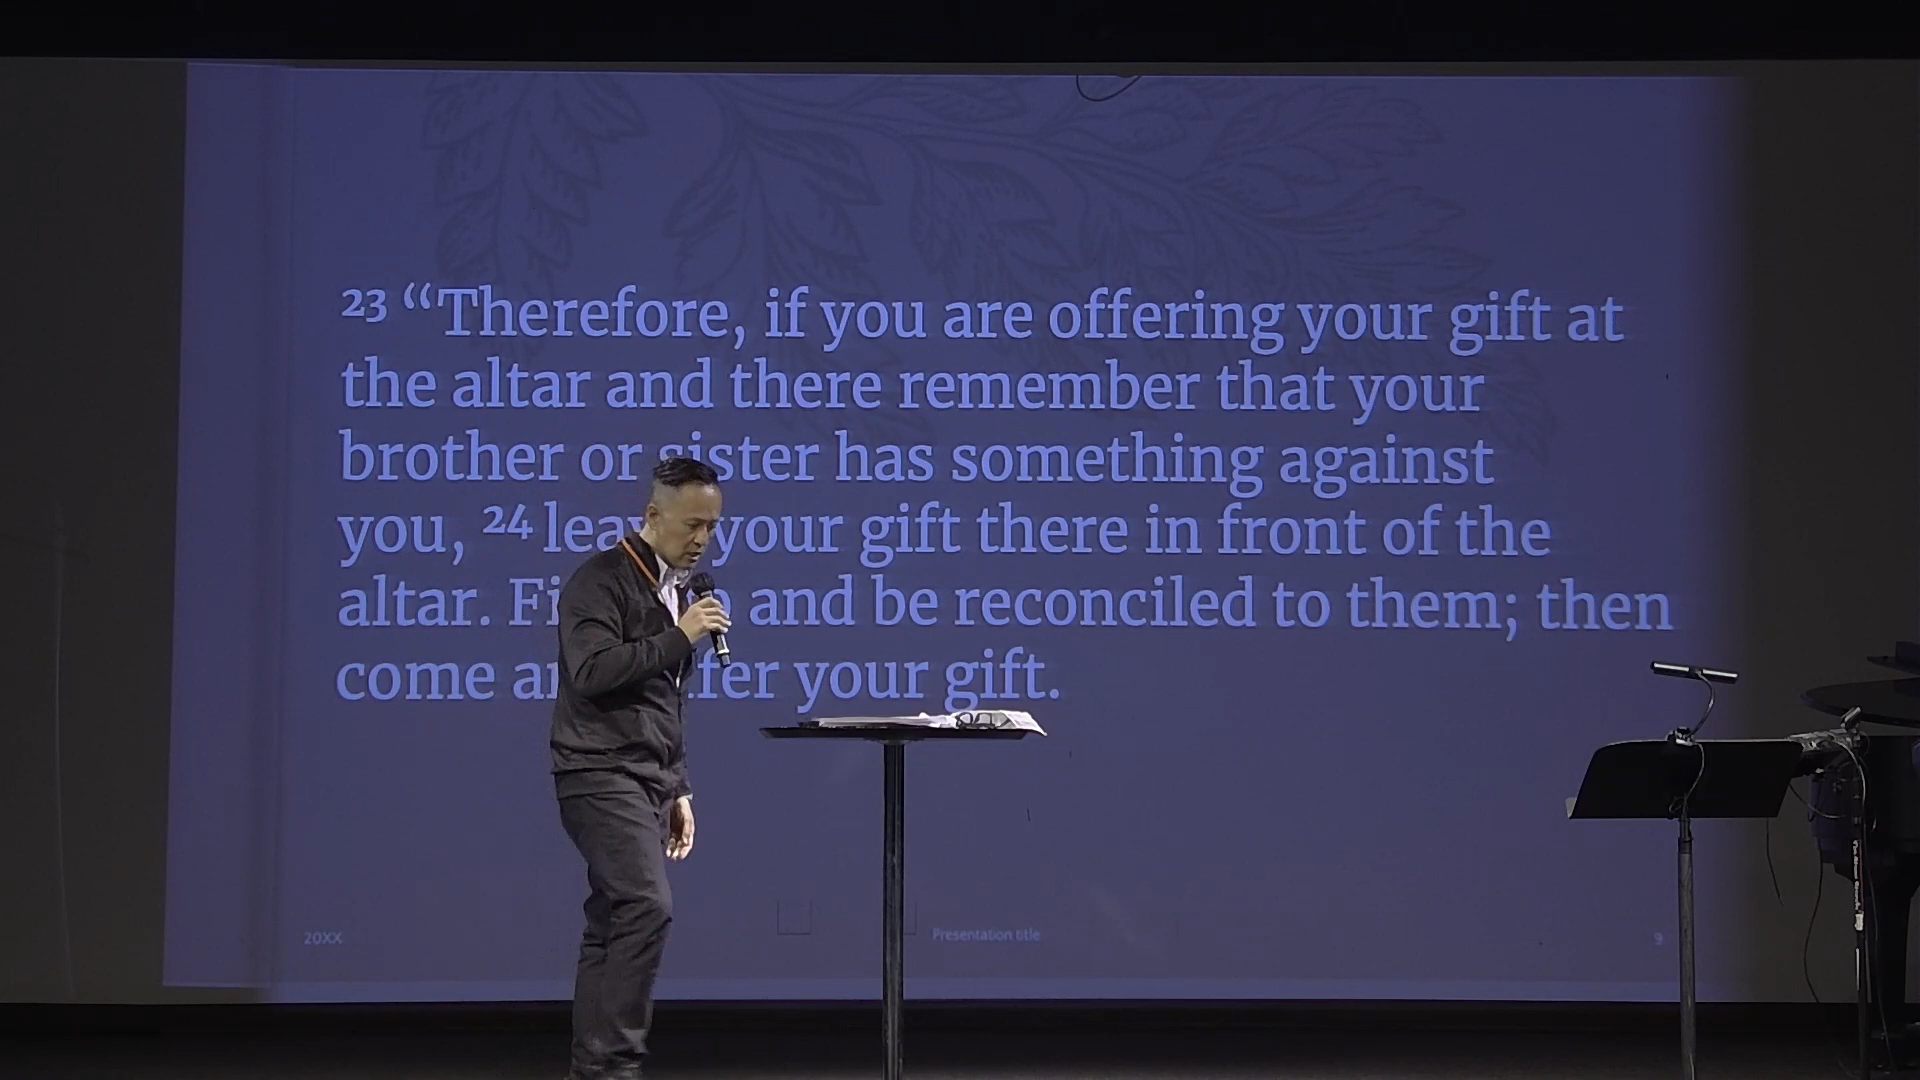 23 “Therefore, if you are offering your gift at
the altar and there remember that your
brother or sister has something against
you, 24 your gift there in front of the
altar. and be reconciled to them; then
come your gift.
20XX
Presentation title
9